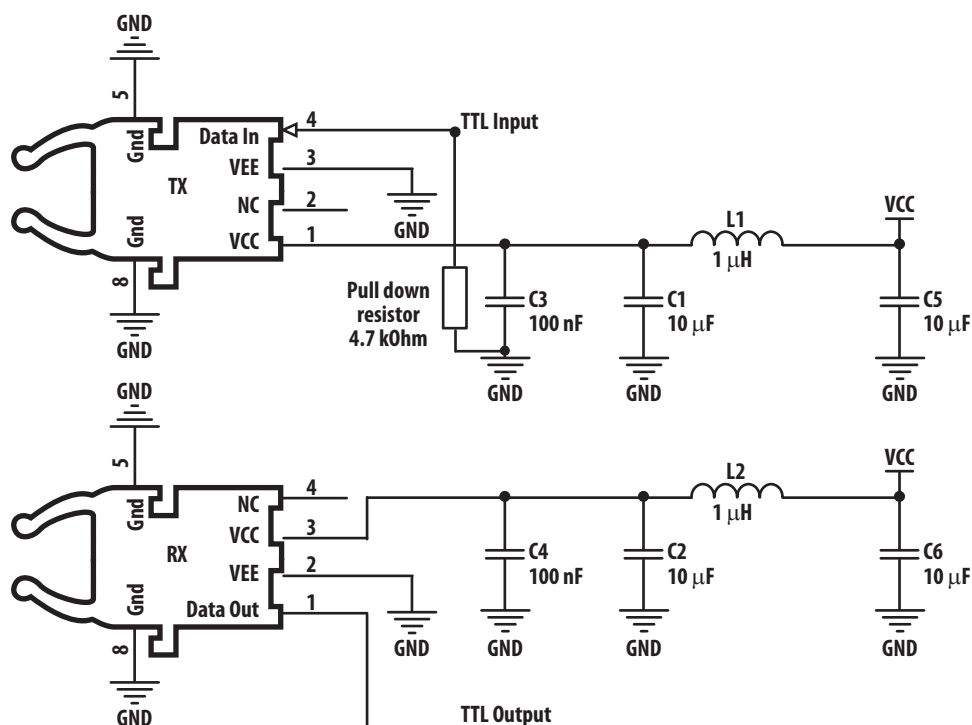 GND
5
Gnd
Data In
4
TTL Input
VEE
3
TX
NC
2
GND
VCC
L1
Gnd
VCC
1
1 μH
8
Pull down
resistor
4.7 kOhm
C3
100 nF
C1
10 μF
C5
10 μF
GND
GND
GND
GND
GND
5
Gnd
NC
4
VCC
L2
VCC
3
1 μH
RX
VEE
2
C4
100 nF
C2
10 μF
C6
10 μF
Gnd
Data Out
1
8
GND
GND
GND
GND
GND
TTL Output